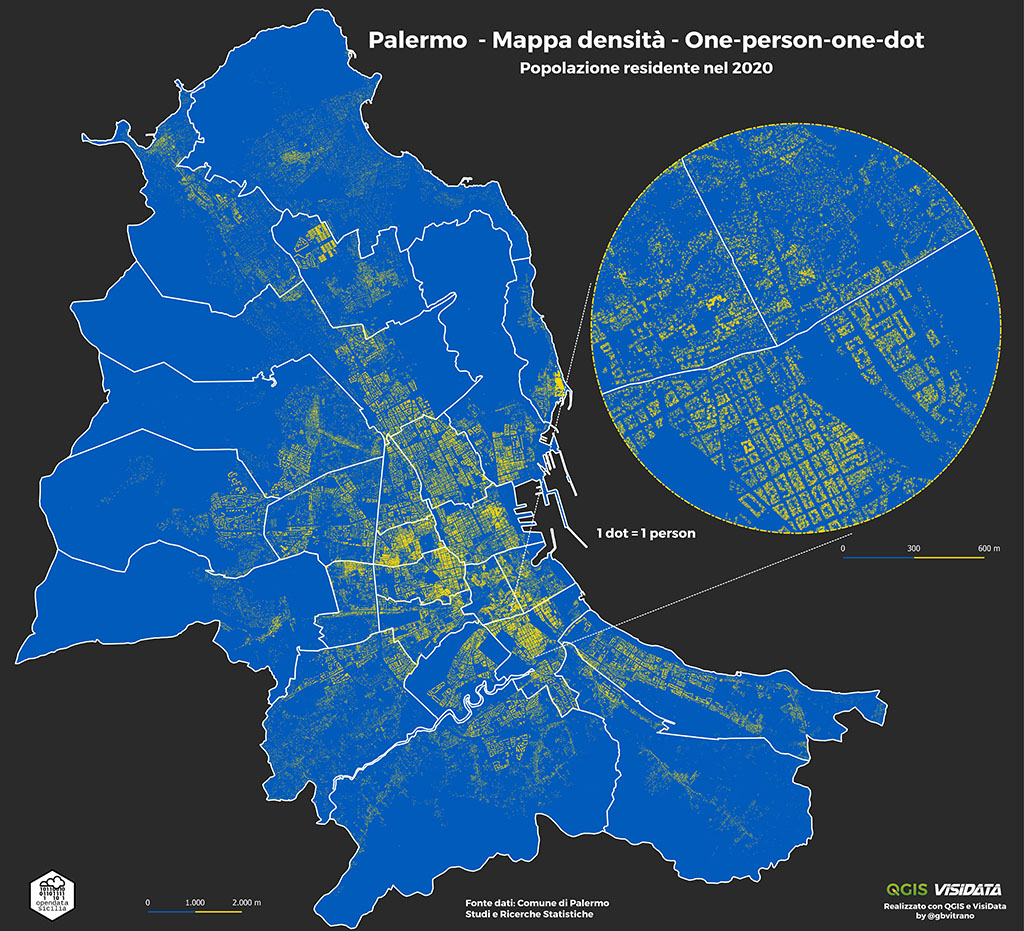 Palermo - Mappa densità - One-person-one-dot
Popolazione residente nel 2020
1 dot = 1 person
0 300 600 m
0 1.000 2.000 m
opendata
sicilia
Fonte dati: Comune di Palermo
Studi e Ricerche Statistiche
QGIS VISIDATA
Realizzato con QGIS e VisiData
by @gbvitrano